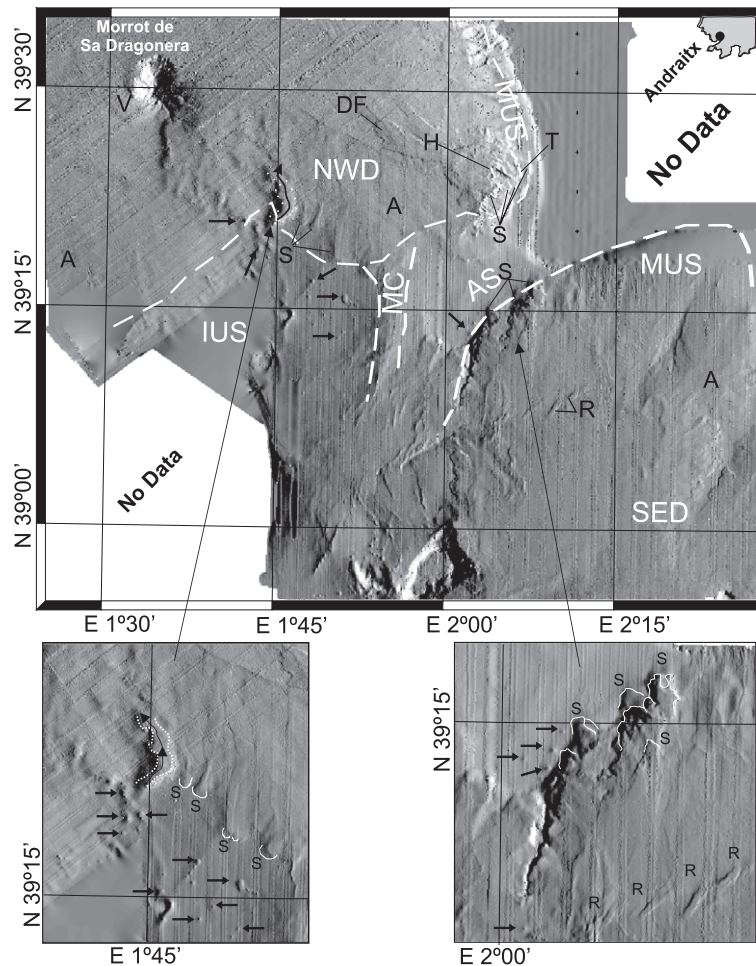 Morrot de
Sa Dragonera
N 39º30’
V
DF
MUS
H
T
Andraitx
No Data
NWD
A
S
S
A
S
AS
MUS
N 39º15’
MC
IUS
A
R
No Data
SED
N 39º00’
E 1º30’
E 1º45’
E 2º00’
E 2º15’
S
S
S
S
N 39º15’
E 1º45’
S
S
S
S
N 39º15’
R
R
R
R
E 2º00’